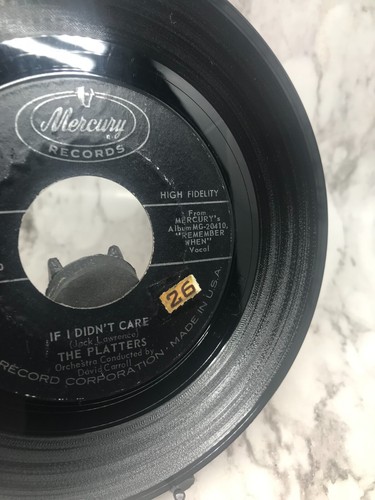 Mercury
RECORDS
HIGH FIDELITY
From
MERCURY's
Album MG-20410,
"REMEMBER
WHEN"
Vocal
26
IF I DIDN'T CARE
(Jack Lawrence)
THE PLATTERS
Orchestra Conducted by
David Carroll
RECORD CORPORATION • MADE IN U.S.A.